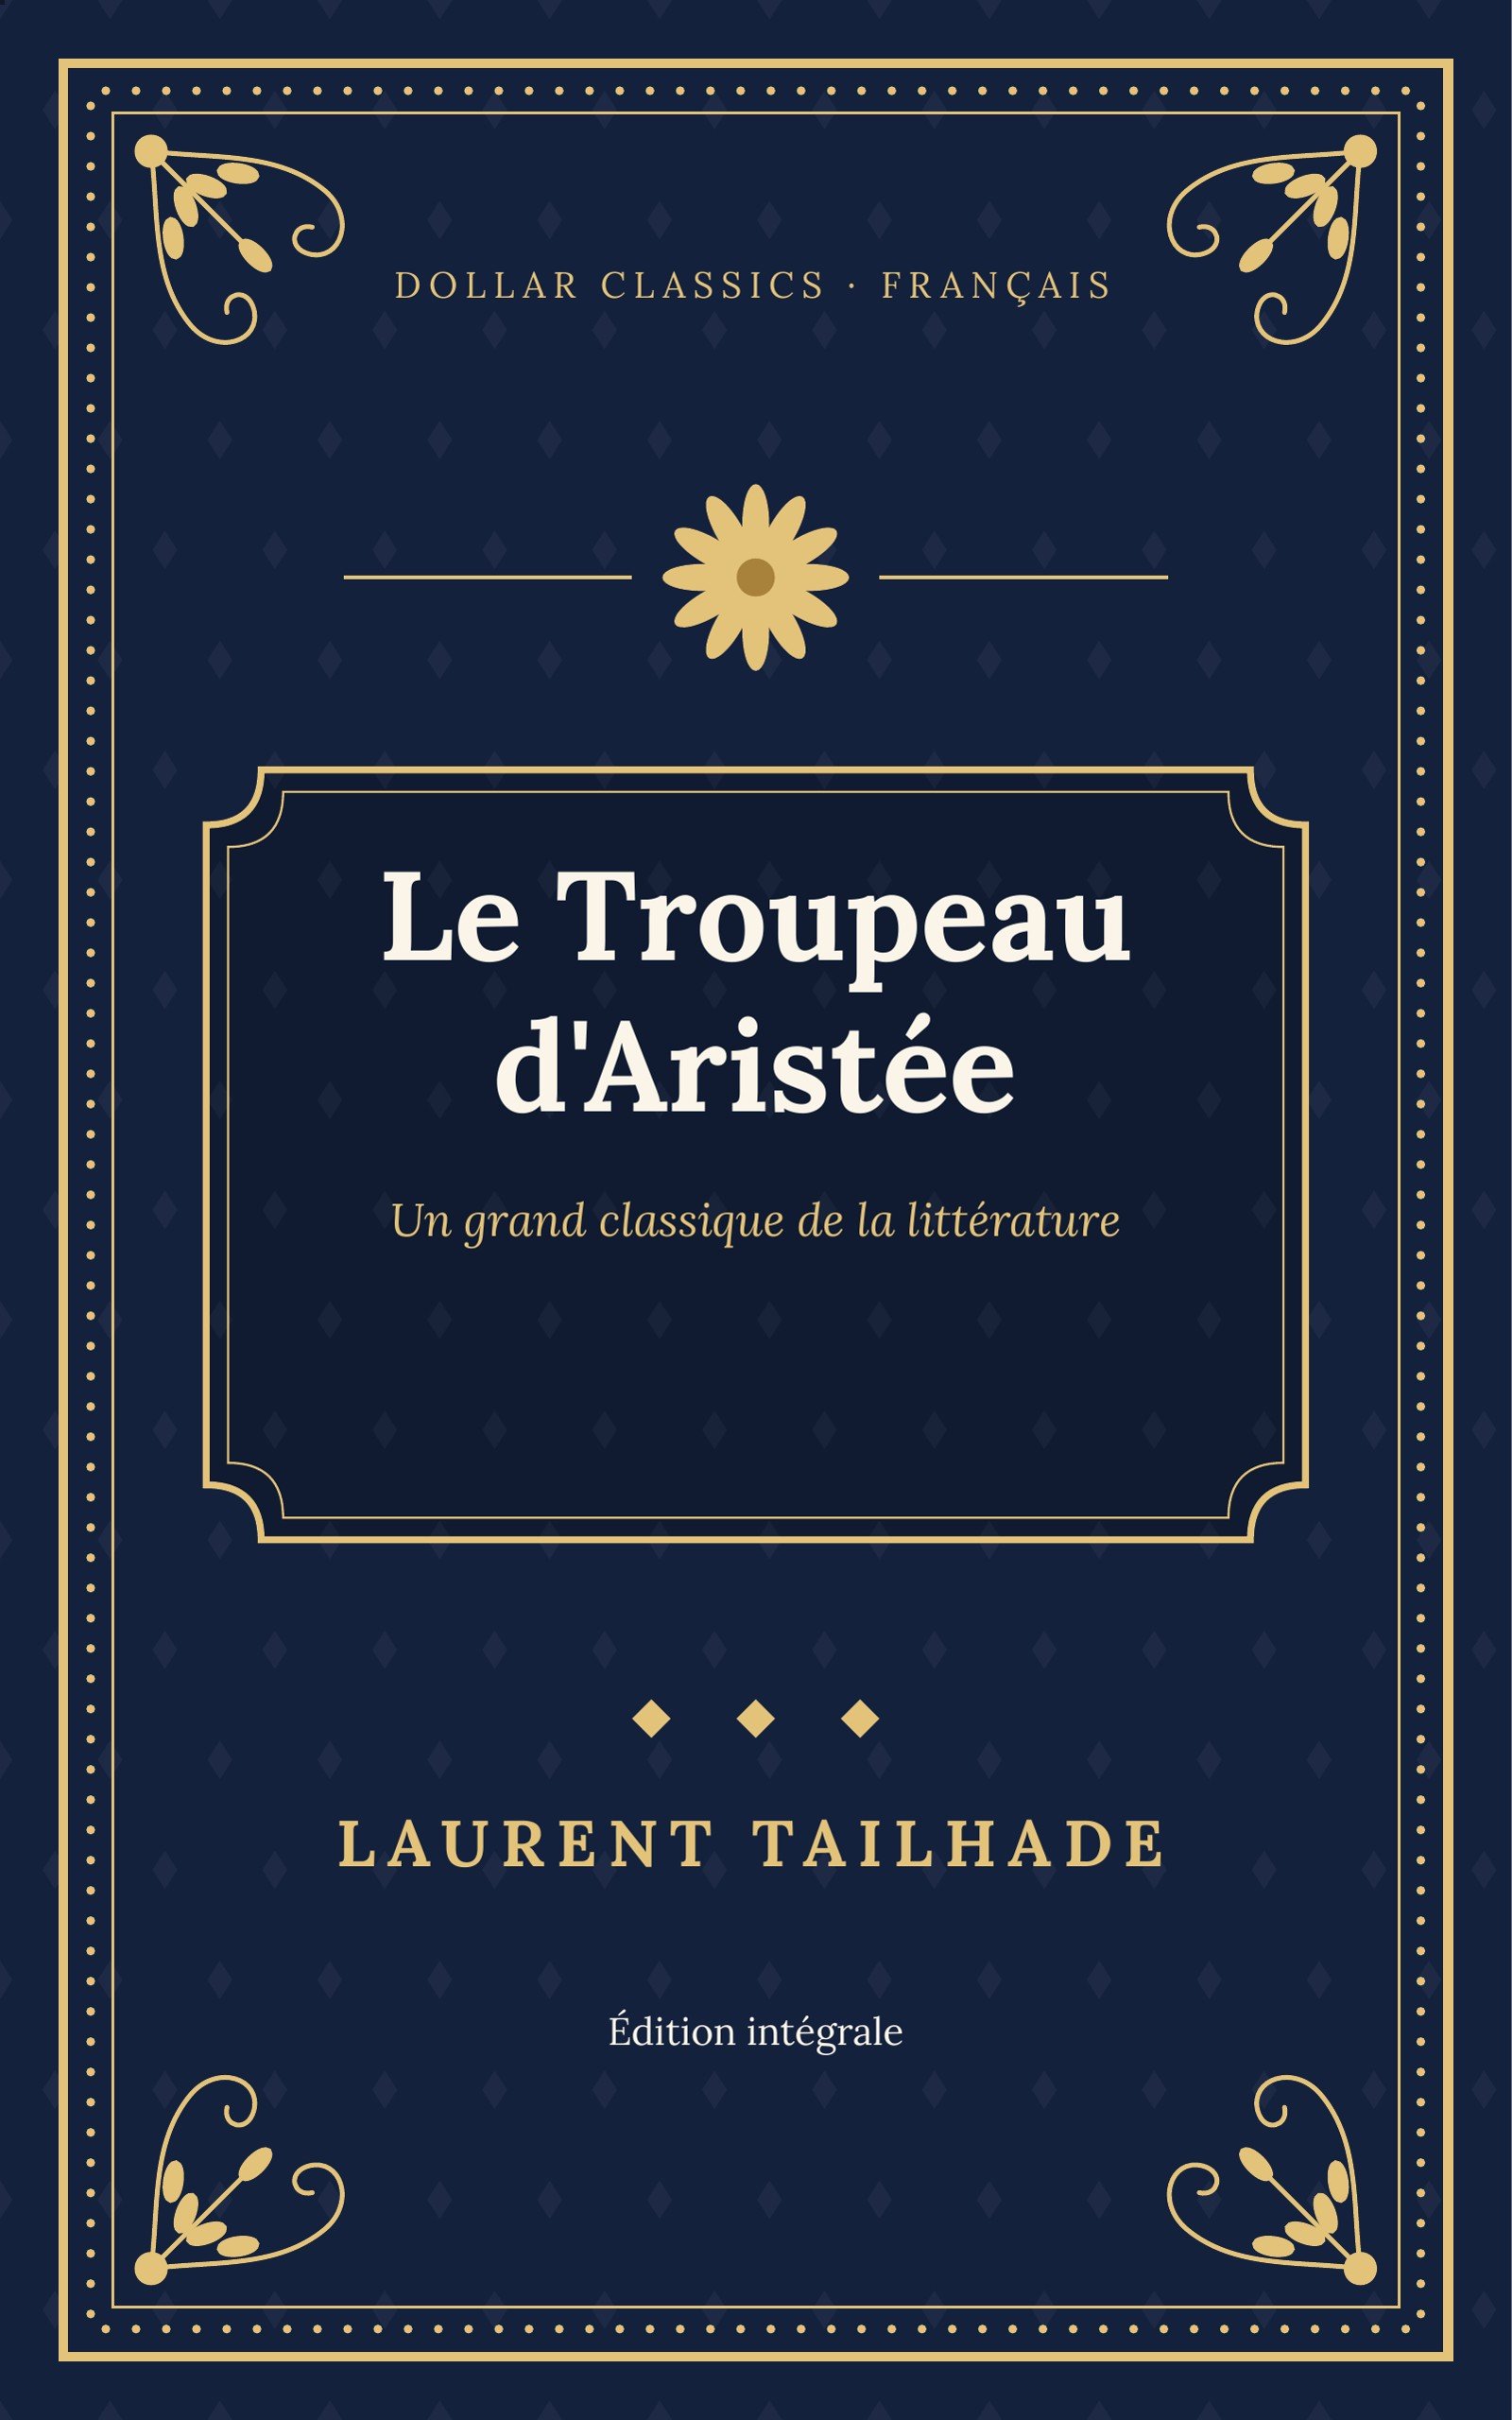 DOLLAR CLASSICS · FRANÇAIS
Le Troupeau
d'Aristée
Un grand classique de la littérature
LAURENT TAILHADE
Édition intégrale